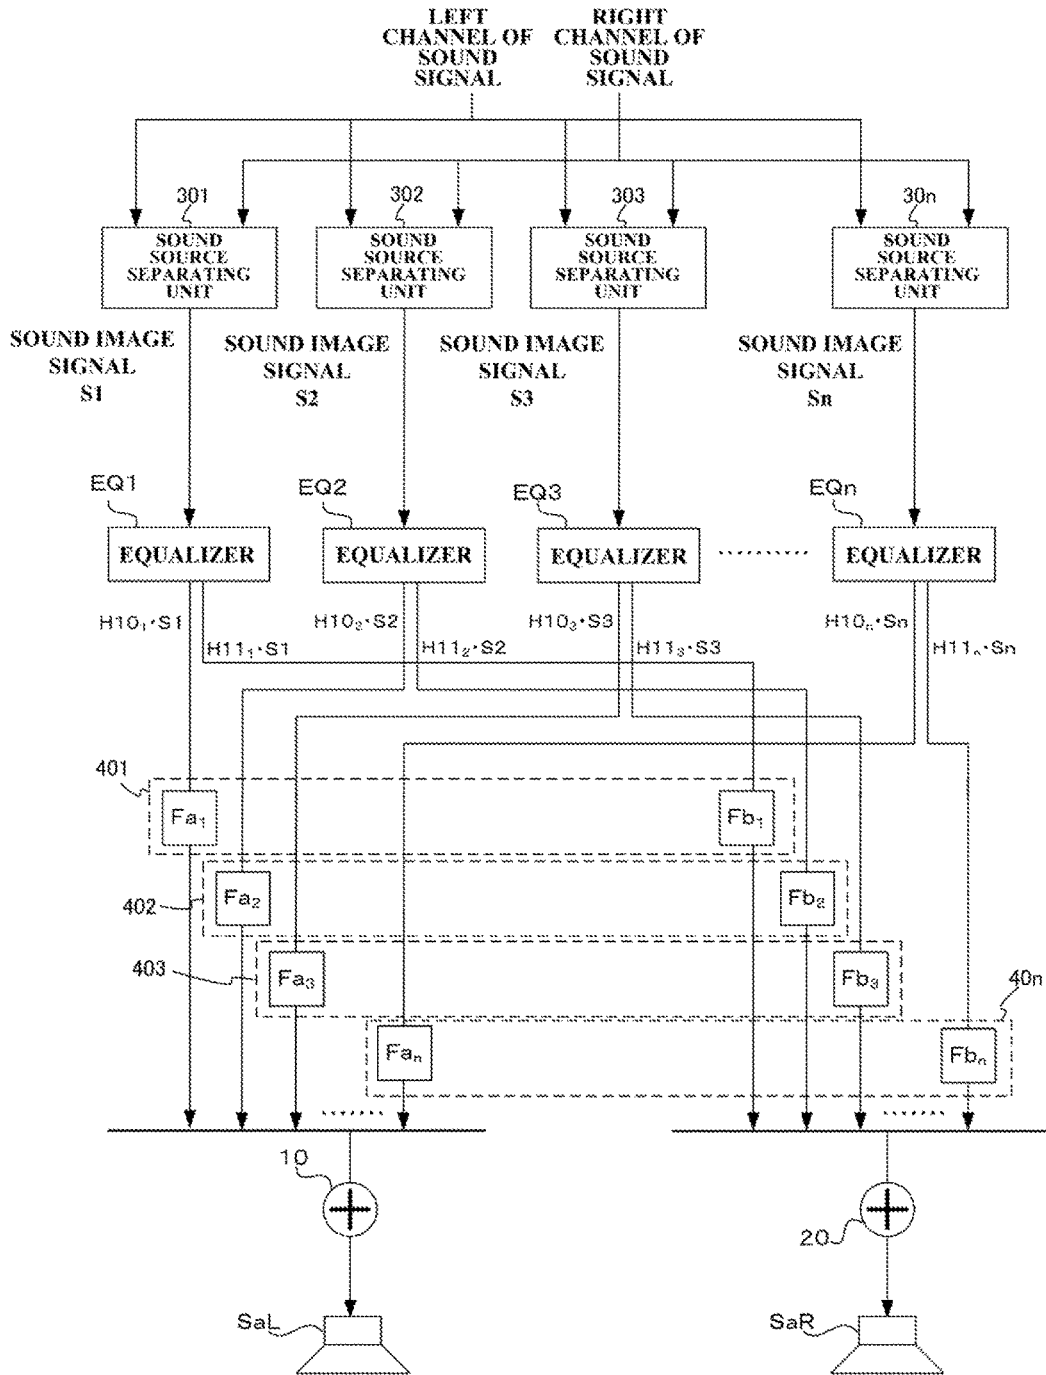 LEFT
CHANNEL OF
SOUND
SIGNAL
RIGHT
CHANNEL OF
SOUND
SIGNAL
301
302
303
30n
SOUND
SOURCE
SEPARATING
UNIT
SOUND
SOURCE
SEPARATING
UNIT
SOUND
SOURCE
SEPARATING
UNIT
SOUND
SOURCE
SEPARATING
UNIT
SOUND IMAGE
SIGNAL
S1
SOUND IMAGE
SIGNAL
S2
SOUND IMAGE
SIGNAL
S3
SOUND IMAGE
SIGNAL
Sn
EQ1
EQ2
EQ3
EQn
EQUALIZER
EQUALIZER
EQUALIZER
EQUALIZER
H10₁·S1
H11₁·S1
H10₂·S2
H11₂·S2
H10₃·S3
H11₃·S3
H10ₙ·Sn
H11ₙ·Sn
401
Fa₁
Fb₁
402
Fa₂
Fb₂
403
Fa₃
Fb₃
40n
Faₙ
Fbₙ
10
20
SaL
SaR